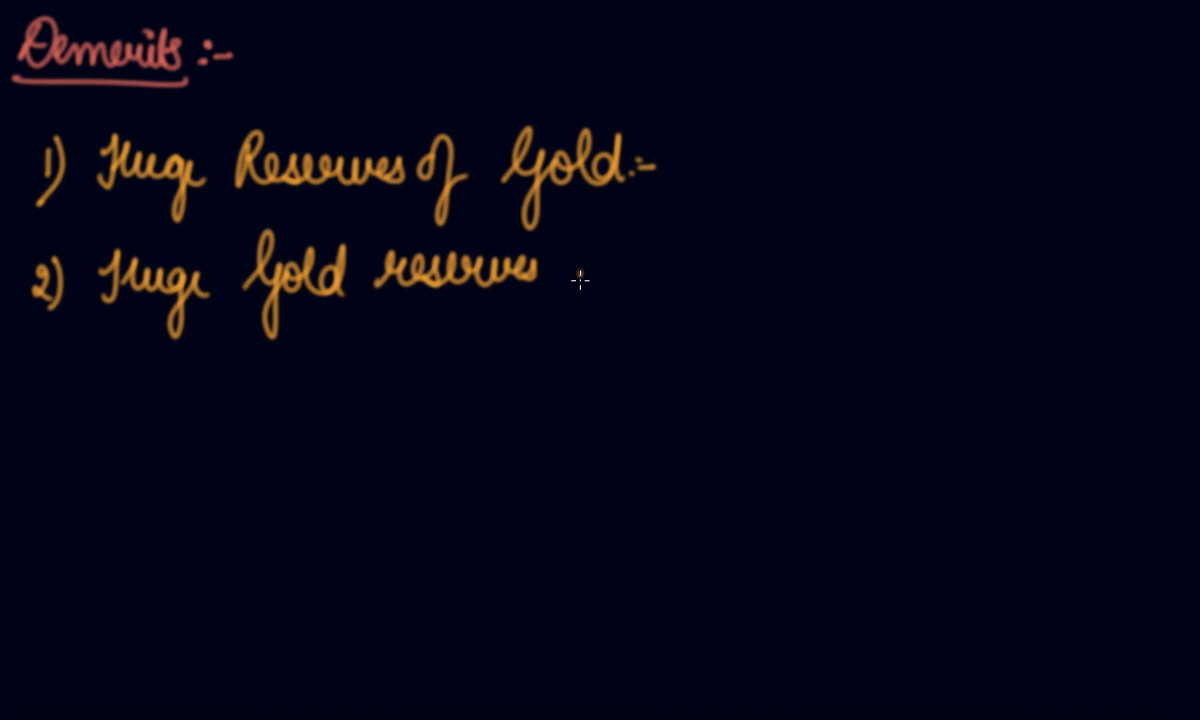 Demerits :-
1) Huge Reserves of Gold :-
2) Huge Gold reserves